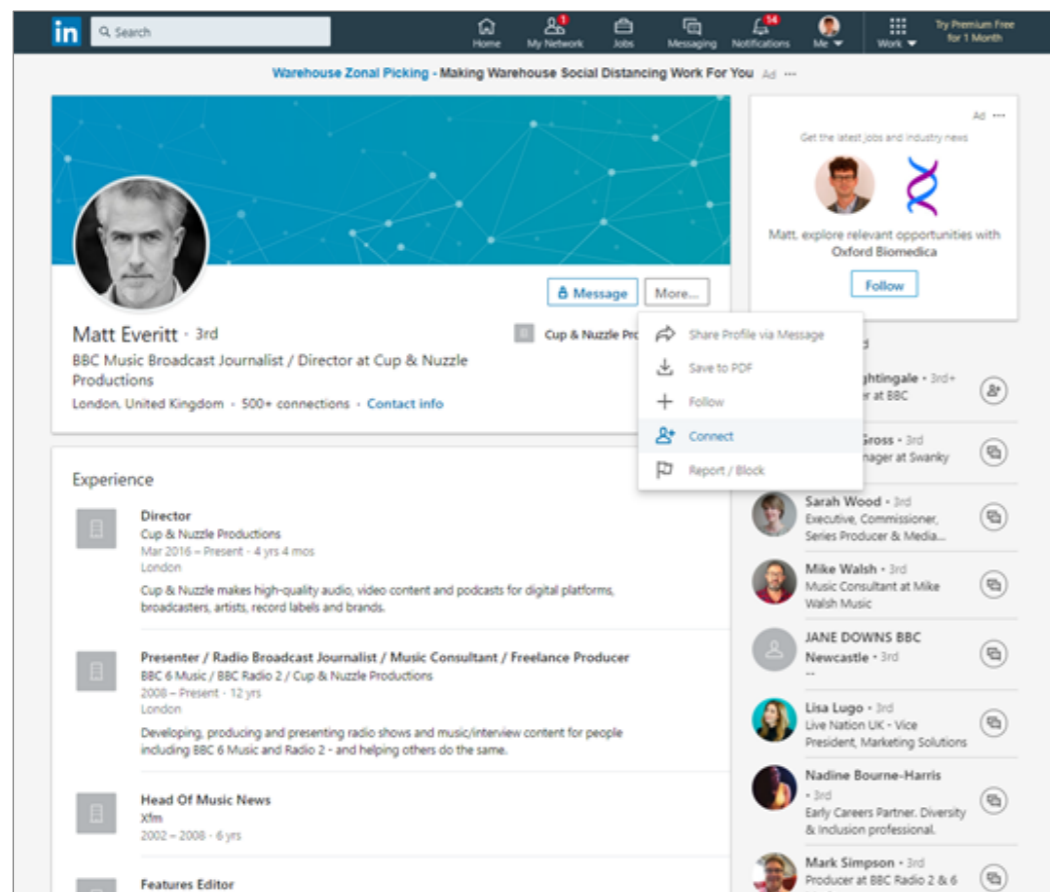 in
Search
Home
My Network
1
Jobs
Messaging
Notifications
14
Me
Work
Try Premium Free
for 1 Month
Warehouse Zonal Picking - Making Warehouse Social Distancing Work For You Ad ...
Message
More...
Matt Everitt · 3rd
BBC Music Broadcast Journalist / Director at Cup & Nuzzle
Productions
London, United Kingdom · 500+ connections · Contact info
Cup & Nuzzle Pro
Share Profile via Message
Save to PDF
Follow
Connect
Report / Block
Experience
Director
Cup & Nuzzle Productions
Mar 2016 – Present · 4 yrs 4 mos
London
Cup & Nuzzle makes high-quality audio, video content and podcasts for digital platforms,
broadcasters, artists, record labels and brands.
Presenter / Radio Broadcast Journalist / Music Consultant / Freelance Producer
BBC 6 Music / BBC Radio 2 / Cup & Nuzzle Productions
2008 – Present · 12 yrs
London
Developing, producing and presenting radio shows and music/interview content for people
including BBC 6 Music and Radio 2 - and helping others do the same.
Head Of Music News
Xfm
2002 – 2008 · 6 yrs
Features Editor
Ad ...
Get the latest jobs and industry news
Matt, explore relevant opportunities with
Oxford Biomedica
Follow
ghtingale · 3rd+
r at BBC
Gross · 3rd
nager at Swanky
Sarah Wood · 3rd
Executive, Commissioner,
Series Producer & Media...
Mike Walsh · 3rd
Music Consultant at Mike
Walsh Music
JANE DOWNS BBC
Newcastle · 3rd
--
Lisa Lugo · 3rd
Live Nation UK - Vice
President, Marketing Solutions
Nadine Bourne-Harris
· 3rd
Early Careers Partner. Diversity
& Inclusion professional.
Mark Simpson · 3rd
Producer at BBC Radio 2 & 6